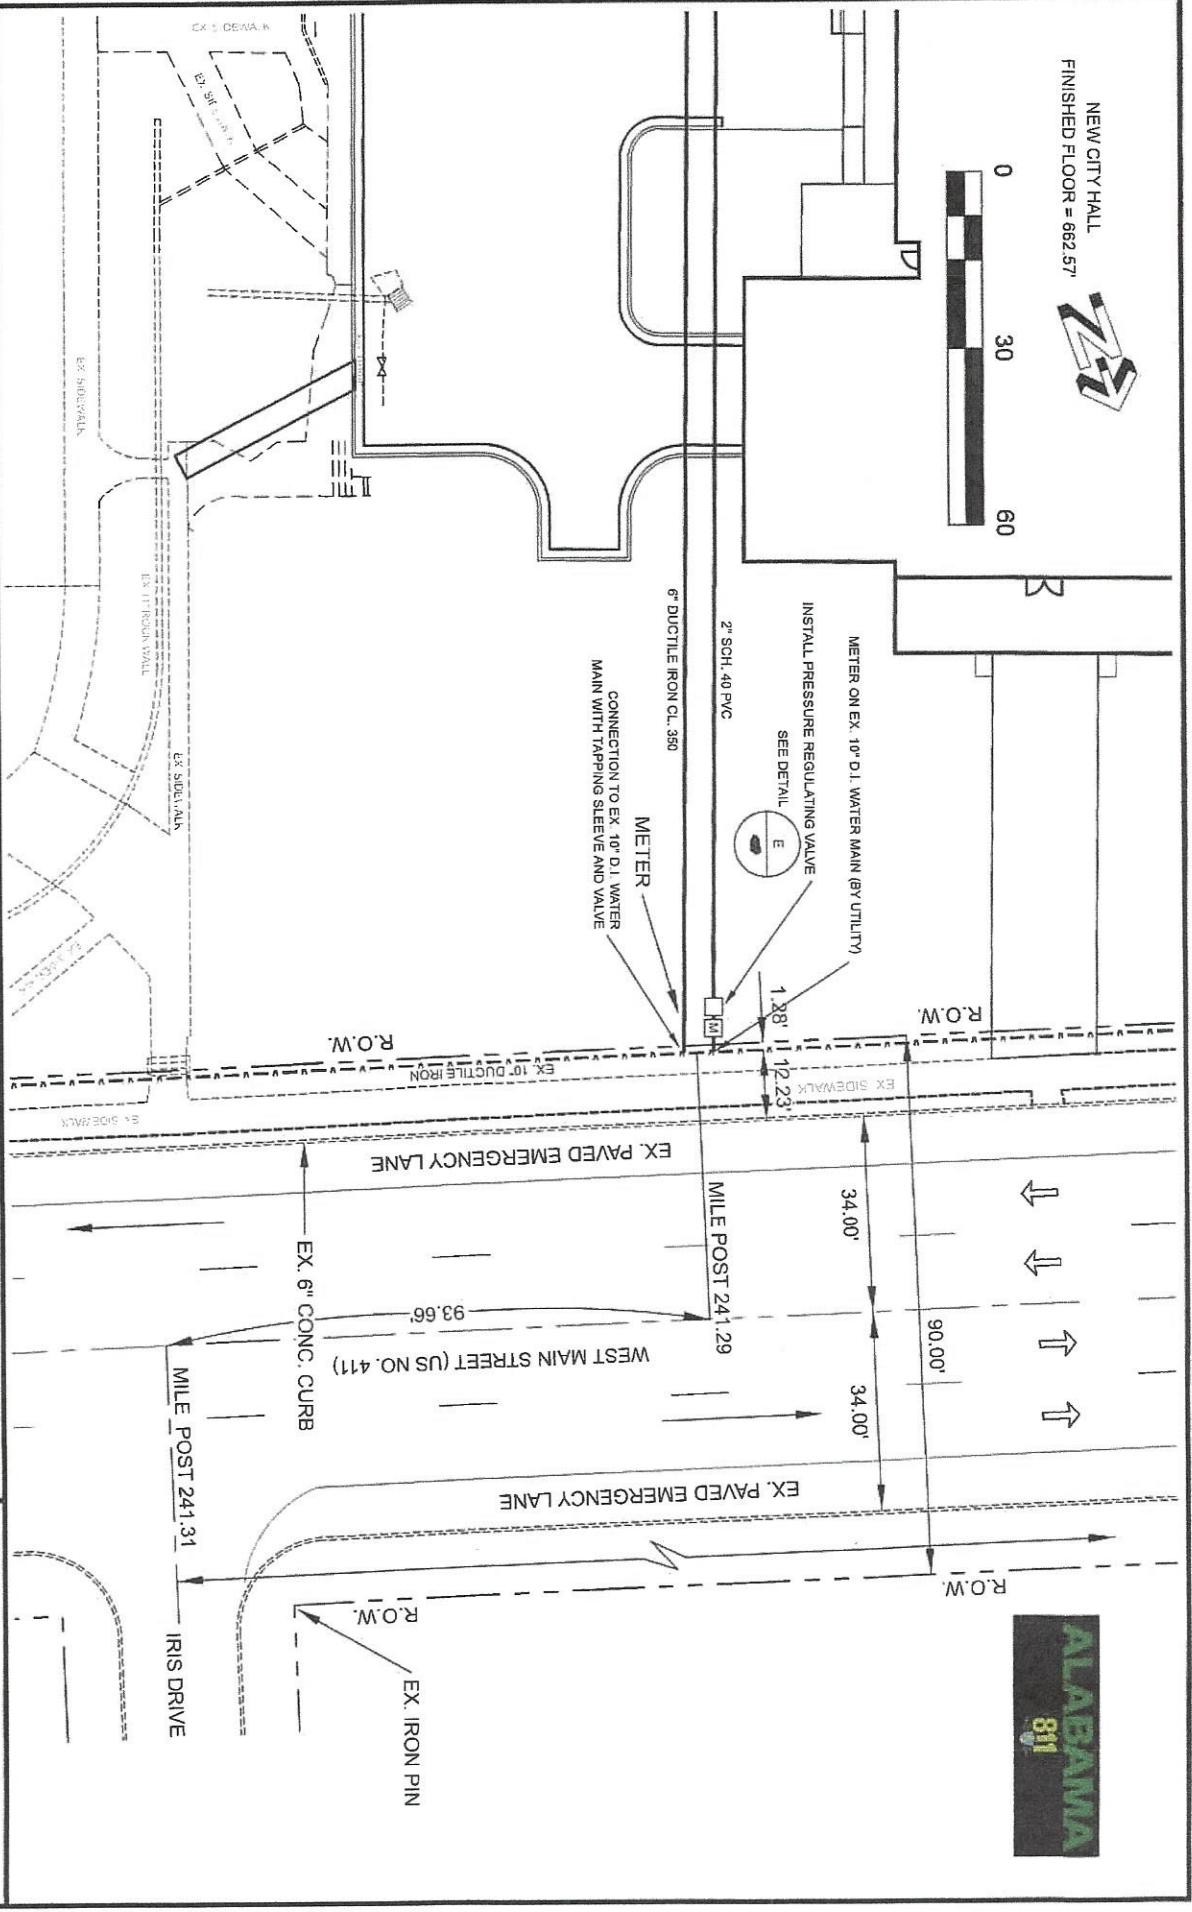 NEW CITY HALL
FINISHED FLOOR = 662.57'
0
30
60
METER ON EX. 10" D.I. WATER MAIN (BY UTILITY)
INSTALL PRESSURE REGULATING VALVE
SEE DETAIL
E
2" SCH. 40 PVC
6" DUCTILE IRON CL. 350
METER
CONNECTION TO EX. 10" D.I. WATER
MAIN WITH TAPPING SLEEVE AND VALVE
M
1.28'
12.23'
R.O.W.
R.O.W.
EX. 10" DUCTILE IRON
EX SIDEWALK
EX SIDEWALK
EX SIDEWALK
EX SIDEWALK
EX SIDEWALK
EX. PAVED EMERGENCY LANE
34.00'
90.00'
34.00'
MILE POST 241.29
93.66'
WEST MAIN STREET (US NO. 411)
EX. 6" CONC. CURB
MILE POST 241.31
IRIS DRIVE
EX. PAVED EMERGENCY LANE
R.O.W.
R.O.W.
EX. IRON PIN
ALABAMA
811